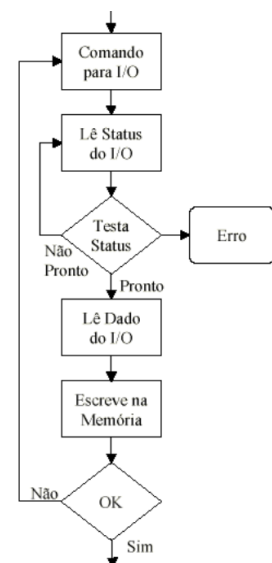 Comando
para I/O
Lê Status
do I/O
Testa
Status
Erro
Não
Pronto
Pronto
Lê Dado
do I/O
Escreve na
Memória
Não
OK
Sim